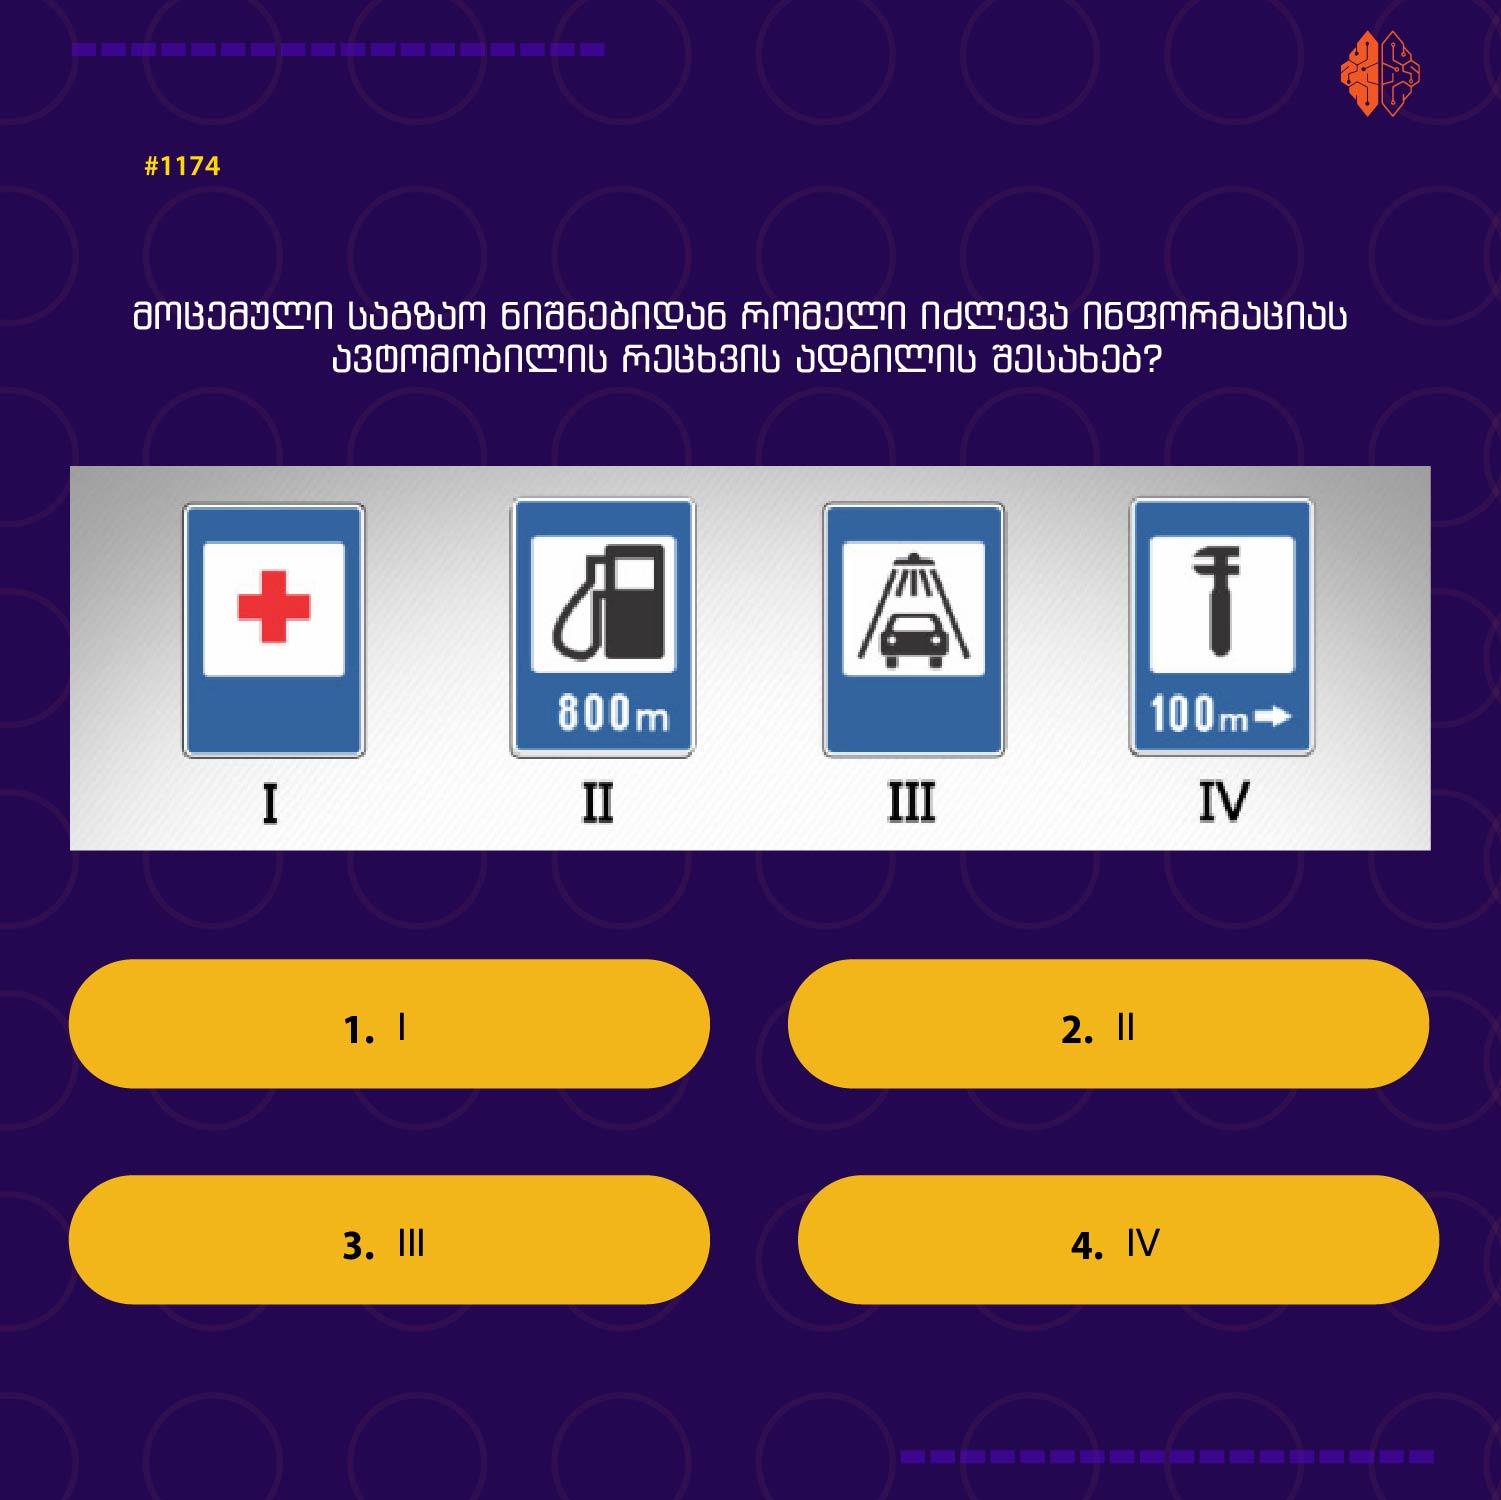 #1174
მოცემული საგზაო ნიშნებიდან რომელი იძლევა ინფორმაციას
ავტომობილის რეცხვის ადგილის შესახებ?
800m
100m
I II III IV
1. I
2. II
3. III
4. IV